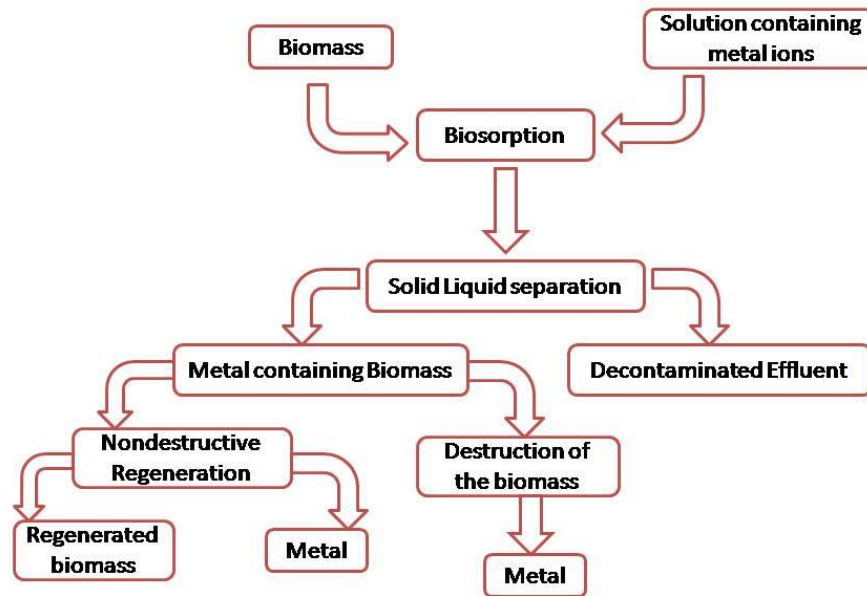 Biomass
Solution containing
metal ions
Biosorption
Solid Liquid separation
Metal containing Biomass
Decontaminated Effluent
Nondestructive
Regeneration
Destruction of
the biomass
Regenerated
biomass
Metal
Metal